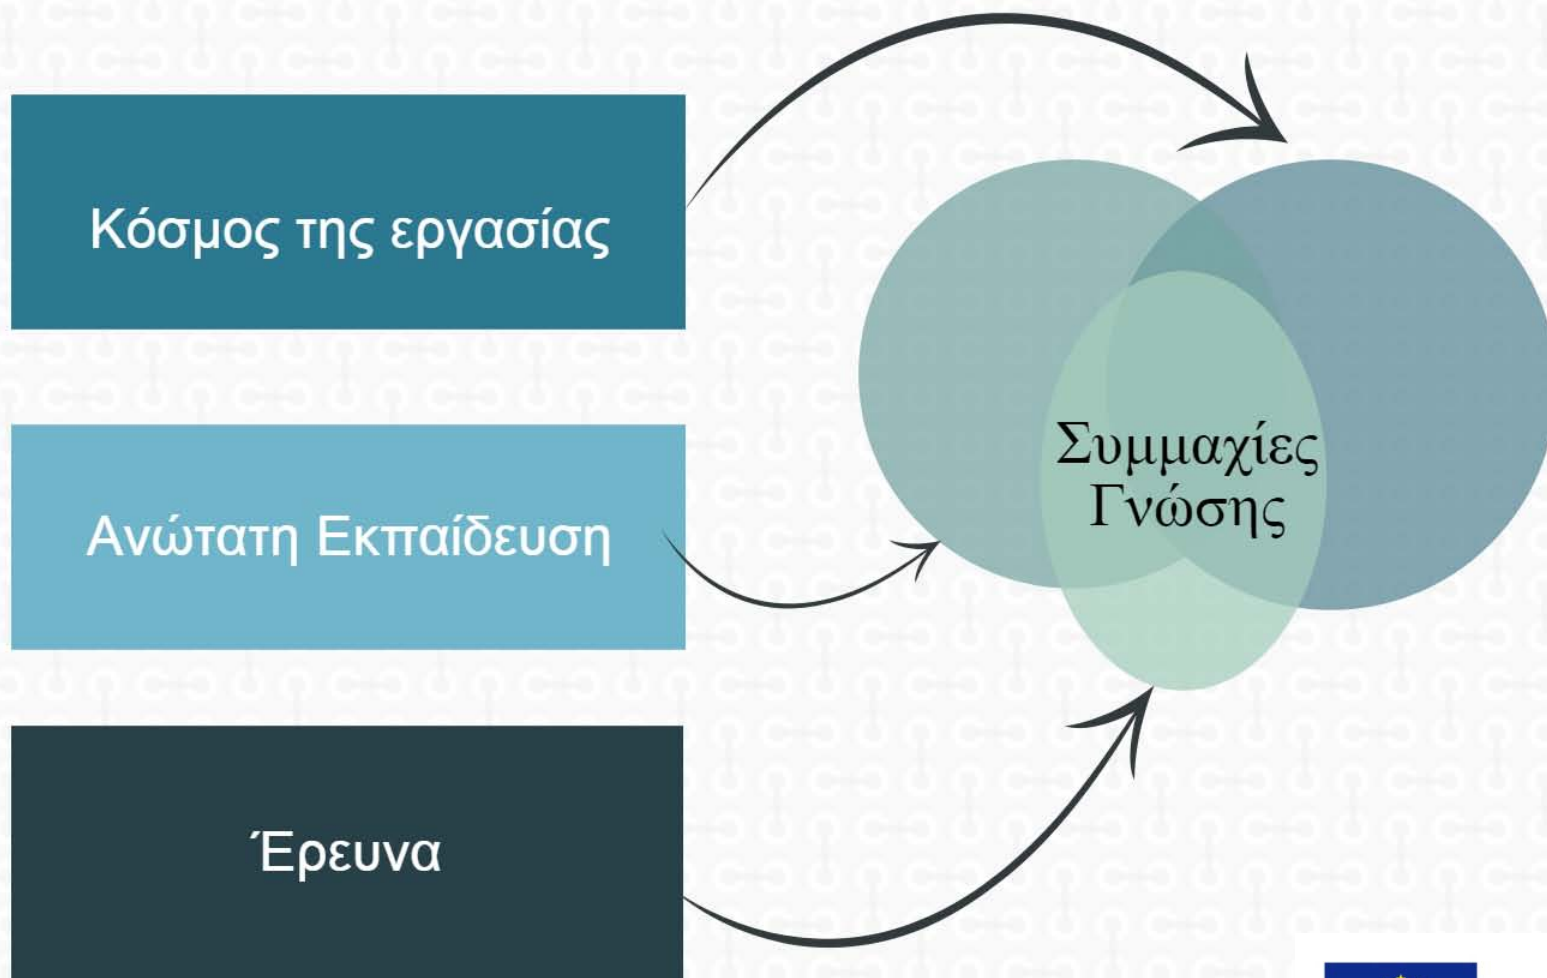 Κόσμος της εργασίας
Ανώτατη Εκπαίδευση
Έρευνα
Συμμαχίες
Γνώσης